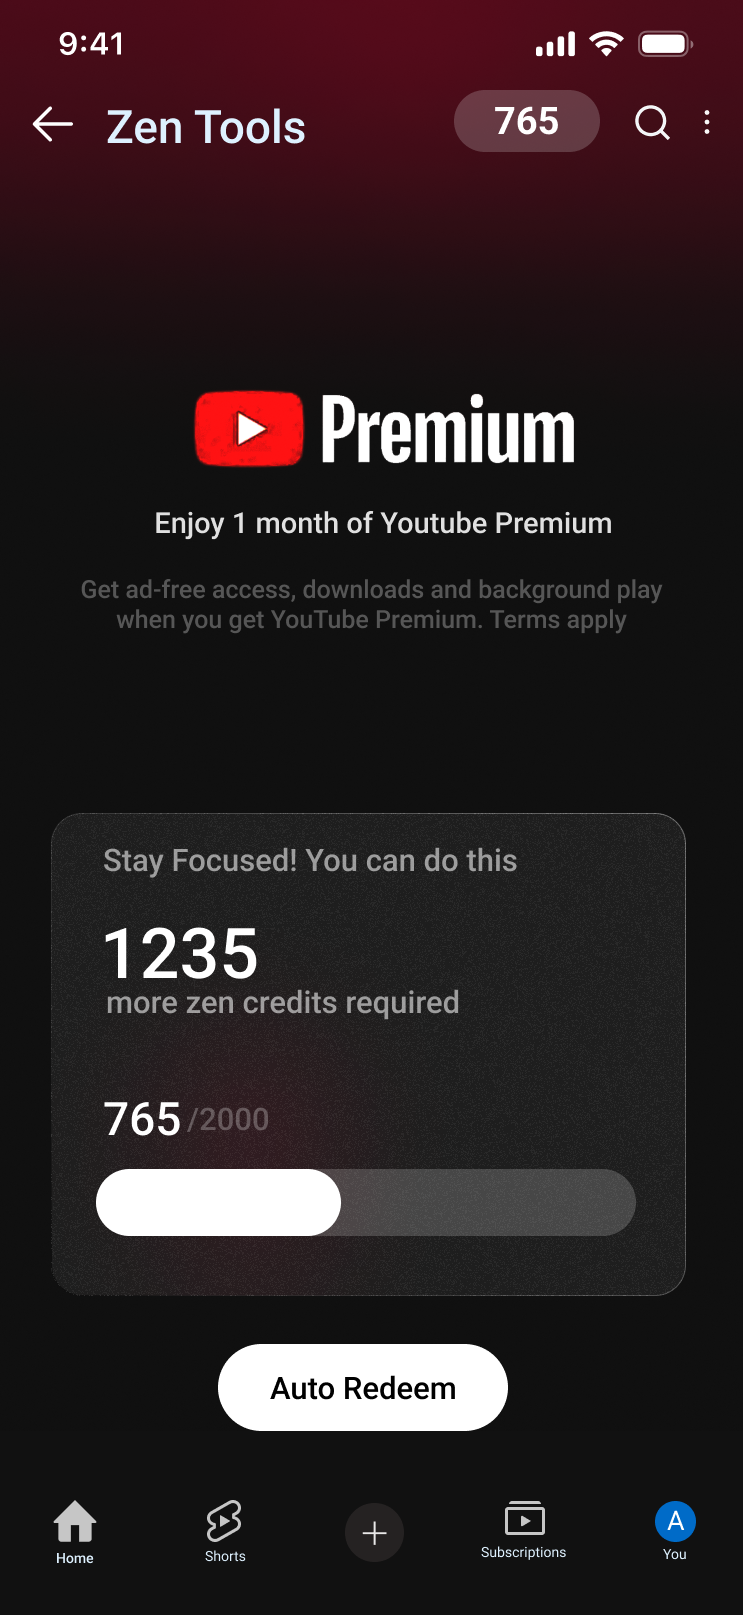 9:41
Zen Tools
765
Premium
Enjoy 1 month of Youtube Premium
Get ad-free access, downloads and background play
when you get YouTube Premium. Terms apply
Stay Focused! You can do this
1235
more zen credits required
765/2000
Auto Redeem
Home
Shorts
Subscriptions
A
You